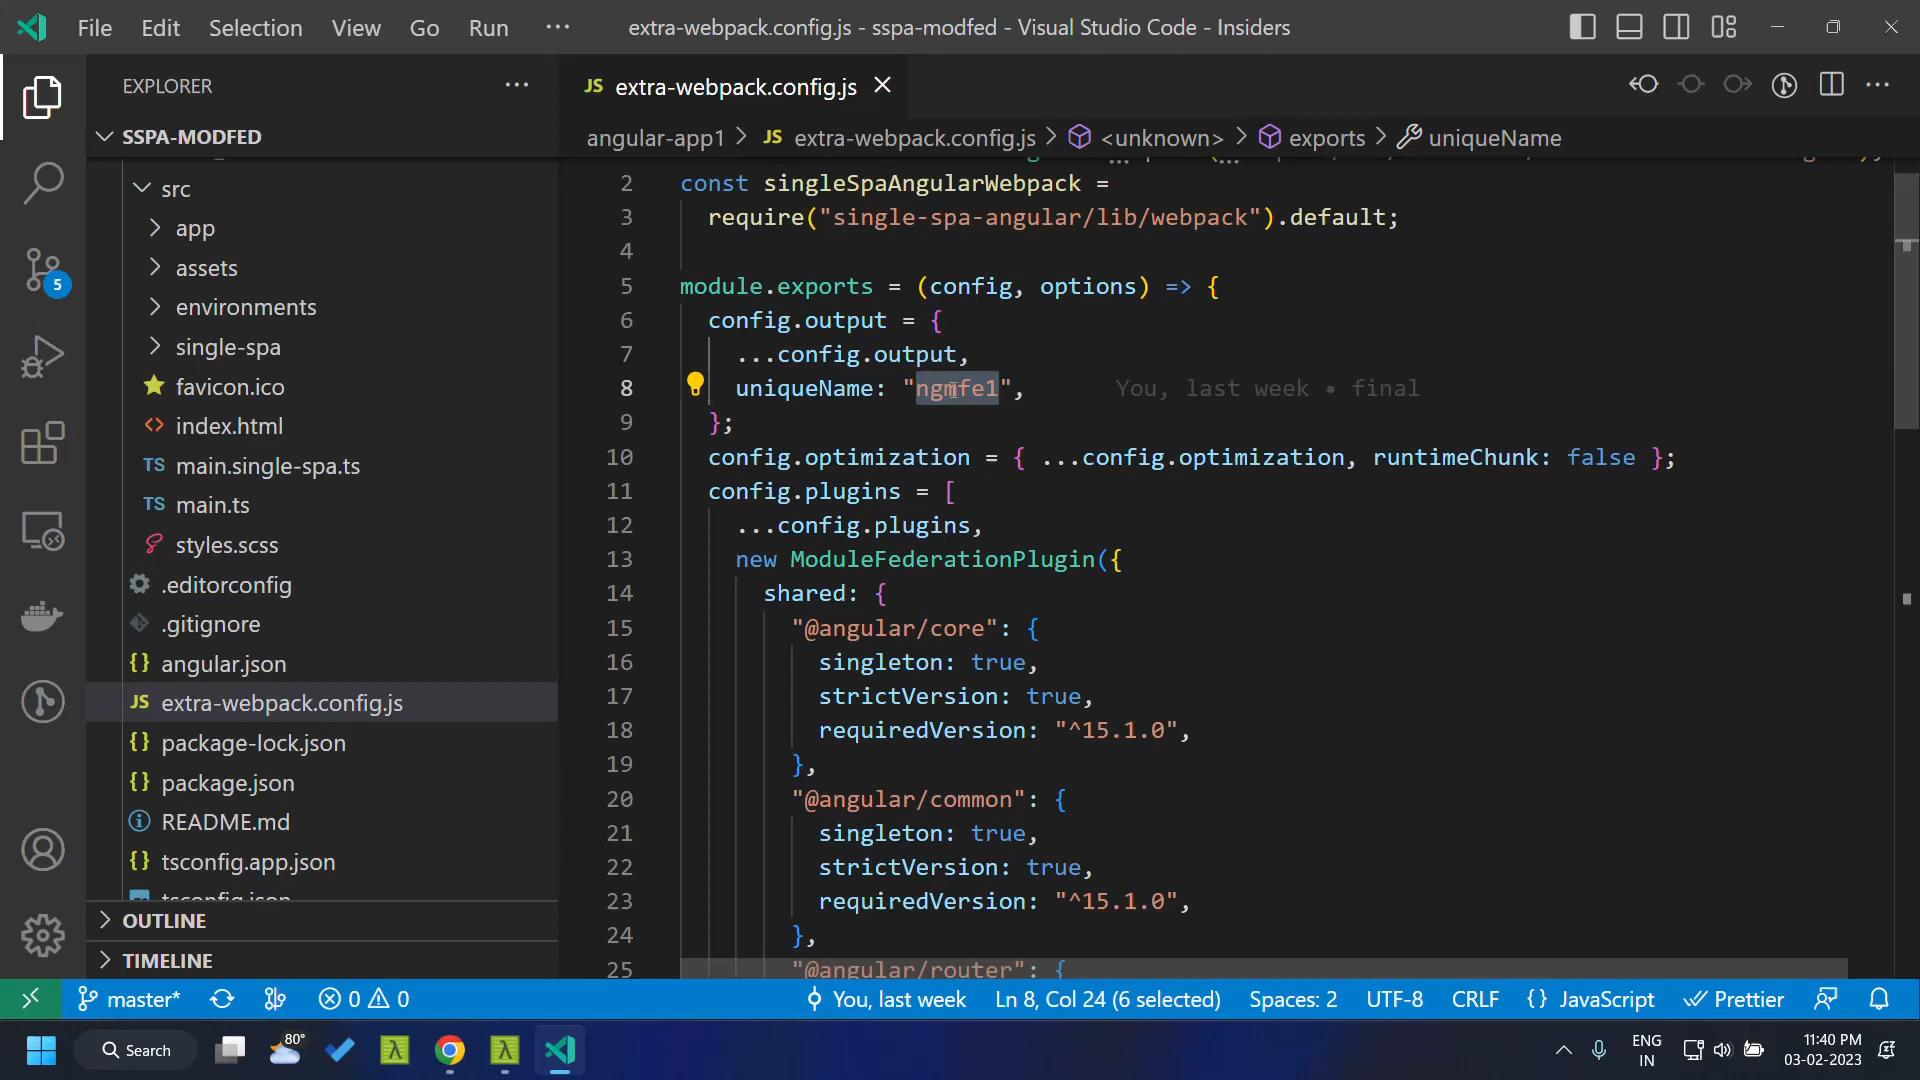 File Edit Selection View Go Run ···
extra-webpack.config.js - sspa-modfed - Visual Studio Code - Insiders
EXPLORER
SSPA-MODFED
src
app
assets
environments
single-spa
favicon.ico
index.html
TS main.single-spa.ts
TS main.ts
styles.scss
.editorconfig
.gitignore
{} angular.json
JS extra-webpack.config.js
{} package-lock.json
{} package.json
README.md
{} tsconfig.app.json
tsconfig.json
OUTLINE
TIMELINE
5
JS extra-webpack.config.js
angular-app1 > JS extra-webpack.config.js > <unknown> > exports > uniqueName
2 const singleSpaAngularWebpack =
3 require("single-spa-angular/lib/webpack").default;
4
5 module.exports = (config, options) => {
6 config.output = {
7 ...config.output,
8 uniqueName: "ngmfe1", You, last week • final
9 };
10 config.optimization = { ...config.optimization, runtimeChunk: false };
11 config.plugins = [
12 ...config.plugins,
13 new ModuleFederationPlugin({
14 shared: {
15 "@angular/core": {
16 singleton: true,
17 strictVersion: true,
18 requiredVersion: "^15.1.0",
19 },
20 "@angular/common": {
21 singleton: true,
22 strictVersion: true,
23 requiredVersion: "^15.1.0",
24 },
25 "@angular/router": {
master* 0 0 You, last week Ln 8, Col 24 (6 selected) Spaces: 2 UTF-8 CRLF {} JavaScript Prettier
Search
80°
ENG
IN
11:40 PM
03-02-2023